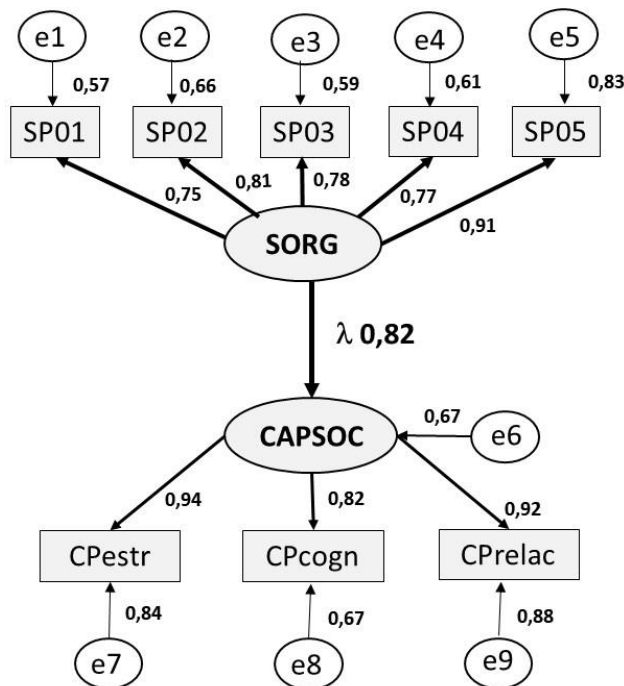 e1 e2 e3 e4 e5
0,57 0,66 0,59 0,61 0,83
SP01 SP02 SP03 SP04 SP05
0,75 0,81 0,78 0,77 0,91
SORG
λ 0,82
CAPSOC
0,67
e6
0,94 0,82 0,92
CPestr CPcogn CPrelac
0,84 0,67 0,88
e7 e8 e9